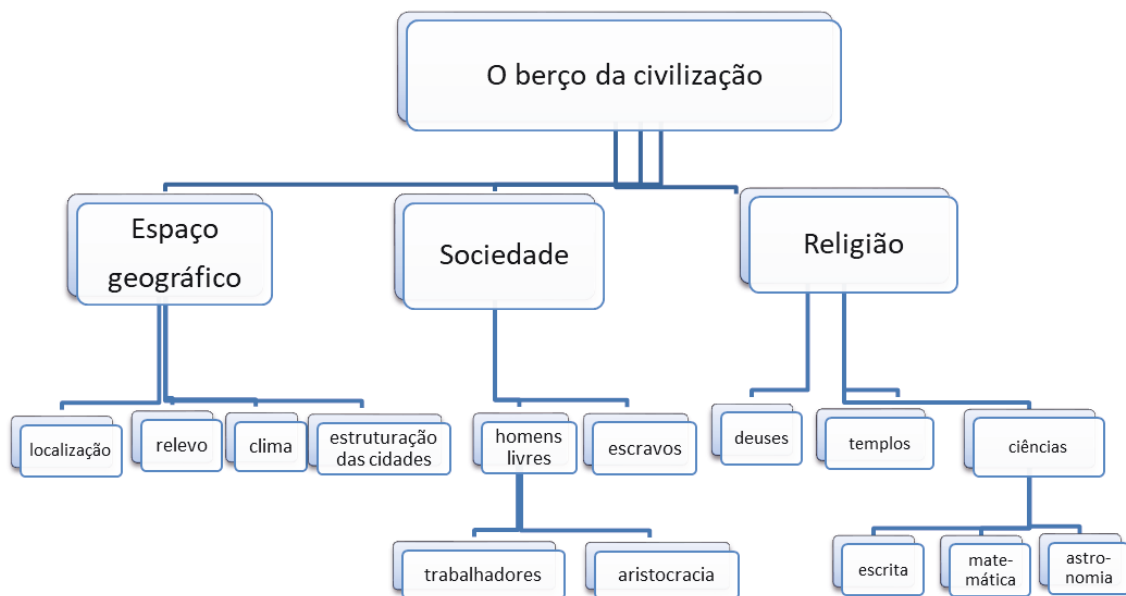 O berço da civilização
Espaço
geográfico
Sociedade
Religião
localização
relevo
clima
estruturação
das cidades
homens
livres
escravos
deuses
templos
ciências
trabalhadores
aristocracia
escrita
mate-
mática
astro-
nomia